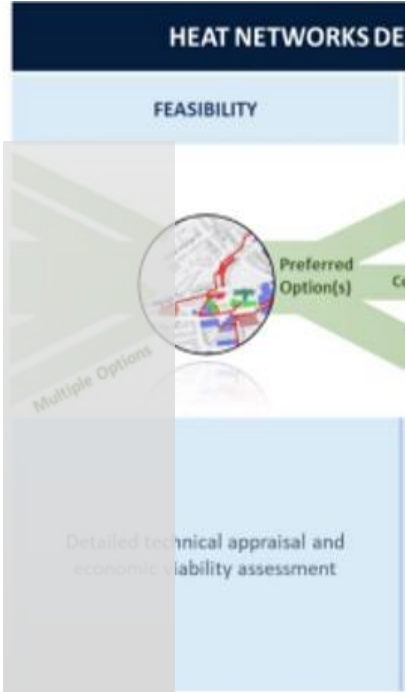 HEAT NETWORKS DE
FEASIBILITY
Preferred
Option(s)
Multiple Options
Detailed technical appraisal and
economic viability assessment